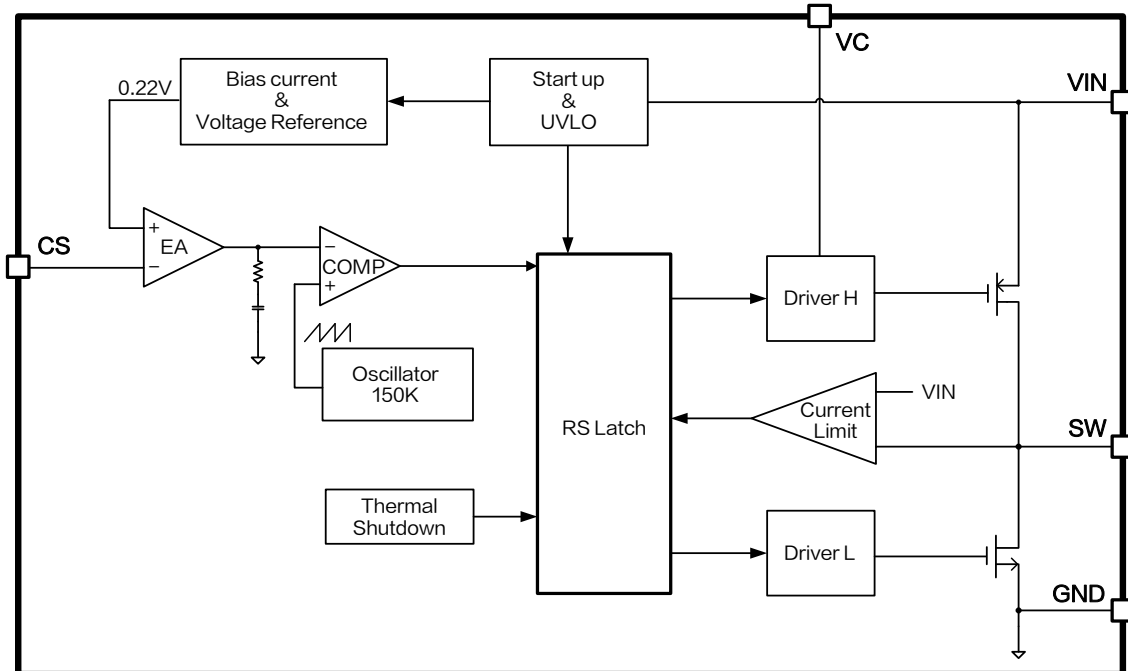 VC
0.22V
Bias current
&
Voltage Reference
Start up
&
UVLO
VIN
CS
+
EA
−
−
COMP
+
Driver H
Oscillator
150K
RS Latch
Current
Limit
VIN
SW
Thermal
Shutdown
Driver L
GND